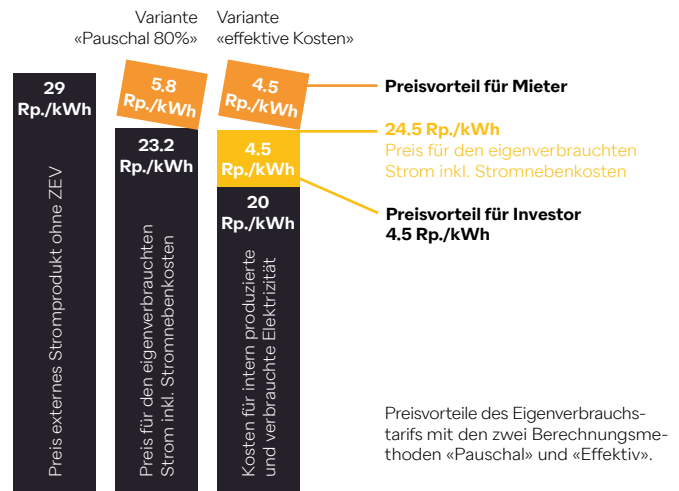 Variante
«Pauschal 80%»
Variante
«effektive Kosten»
29
Rp./kWh
Preis externes Stromprodukt ohne ZEV
5.8
Rp./kWh
23.2
Rp./kWh
Preis für den eigenverbrauchten
Strom inkl. Stromnebenkosten
4.5
Rp./kWh
4.5
Rp./kWh
20
Rp./kWh
Kosten für intern produzierte
und verbrauchte Elektrizität
Preisvorteil für Mieter
24.5 Rp./kWh
Preis für den eigenverbrauchten
Strom inkl. Stromnebenkosten
Preisvorteil für Investor
4.5 Rp./kWh
Preisvorteile des Eigenverbrauchs-
tarifs mit den zwei Berechnungsme-
thoden «Pauschal» und «Effektiv».